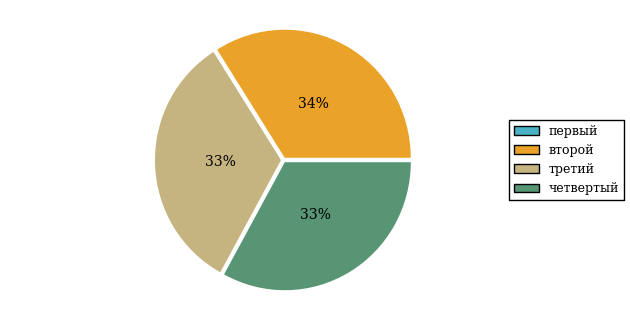 34%
33%
33%
первый
второй
третий
четвертый